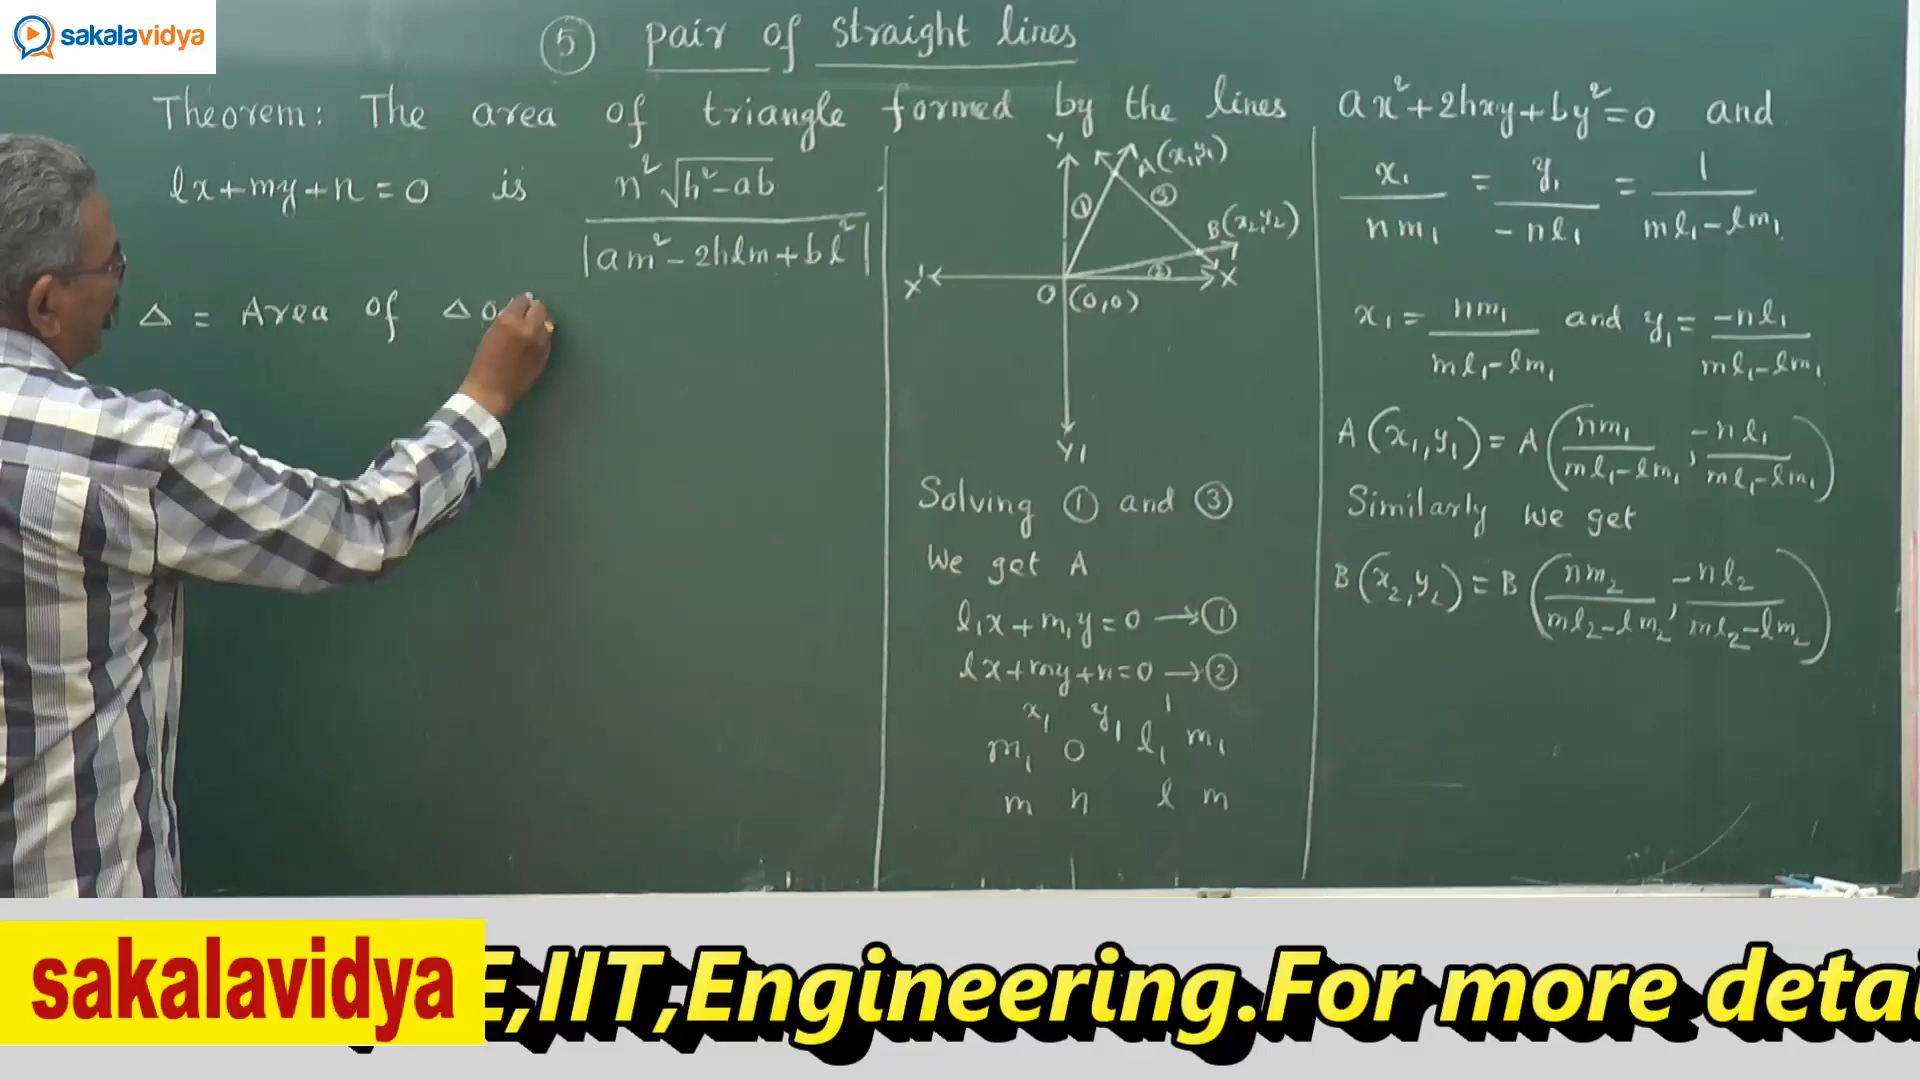 sakalavidya
⑤ pair of straight lines
Theorem: The area of triangle formed by the lines ax²+2hxy+by²=0 and
lx+my+n=0 is n²√(h²-ab) / |am²-2hlm+bl²|
Δ = Area of Δ O
Y
A(x₁,y₁)
① ③
B(x₂,y₂)
②
X' X
O (0,0)
Y₁
Solving ① and ③
We get A
l₁x+m₁y=0 → ①
lx+my+n=0 → ②
x₁ y₁ 1
m₁ 0 l₁ m₁
m n l m
x₁/nm₁ = y₁/-nl₁ = 1/ml₁-lm₁
x₁ = nm₁/ml₁-lm₁ and y₁ = -nl₁/ml₁-lm₁
A(x₁,y₁) = A(nm₁/ml₁-lm₁, -nl₁/ml₁-lm₁)
Similarly we get
B(x₂,y₂) = B(nm₂/ml₂-lm₂, -nl₂/ml₂-lm₂)
sakalavidya
E,IIT,Engineering.For more detai